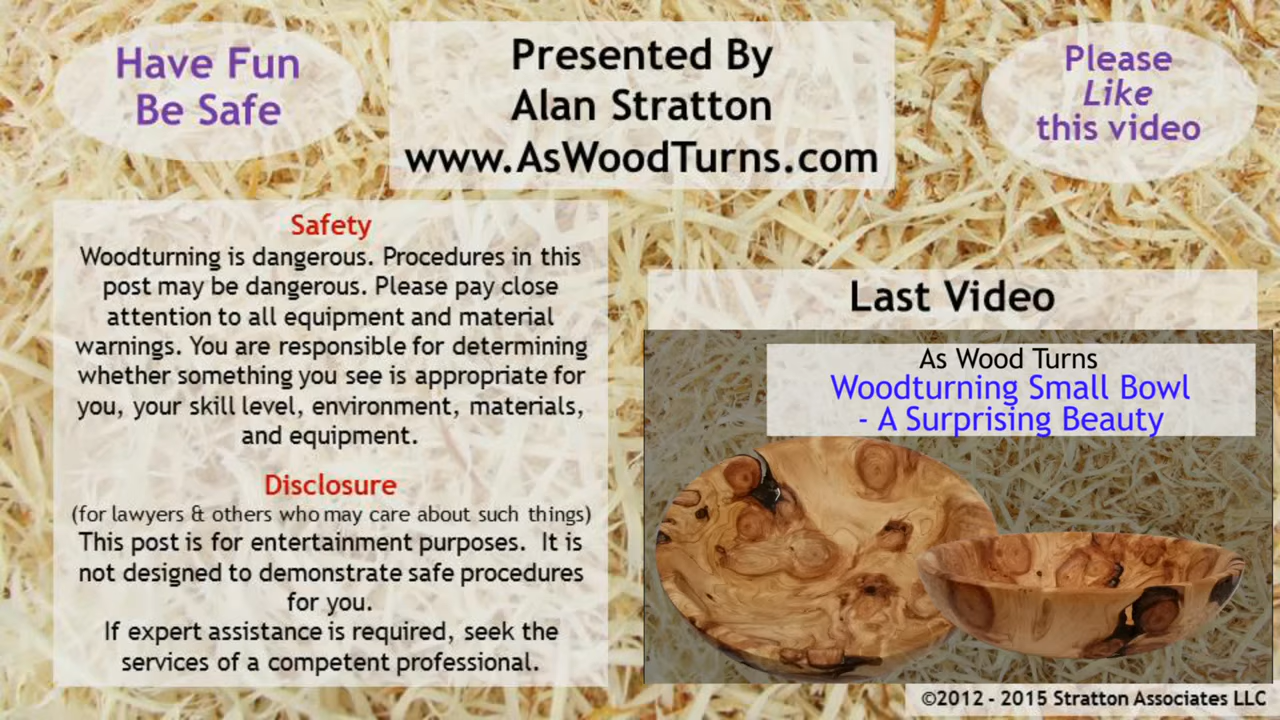 Have Fun
Be Safe
Presented By
Alan Stratton
www.AsWoodTurns.com
Please
Like
this video
Safety
Woodturning is dangerous. Procedures in this
post may be dangerous. Please pay close
attention to all equipment and material
warnings. You are responsible for determining
whether something you see is appropriate for
you, your skill level, environment, materials,
and equipment.
Disclosure
(for lawyers & others who may care about such things)
This post is for entertainment purposes. It is
not designed to demonstrate safe procedures
for you.
If expert assistance is required, seek the
services of a competent professional.
Last Video
As Wood Turns
Woodturning Small Bowl
- A Surprising Beauty
©2012 - 2015 Stratton Associates LLC